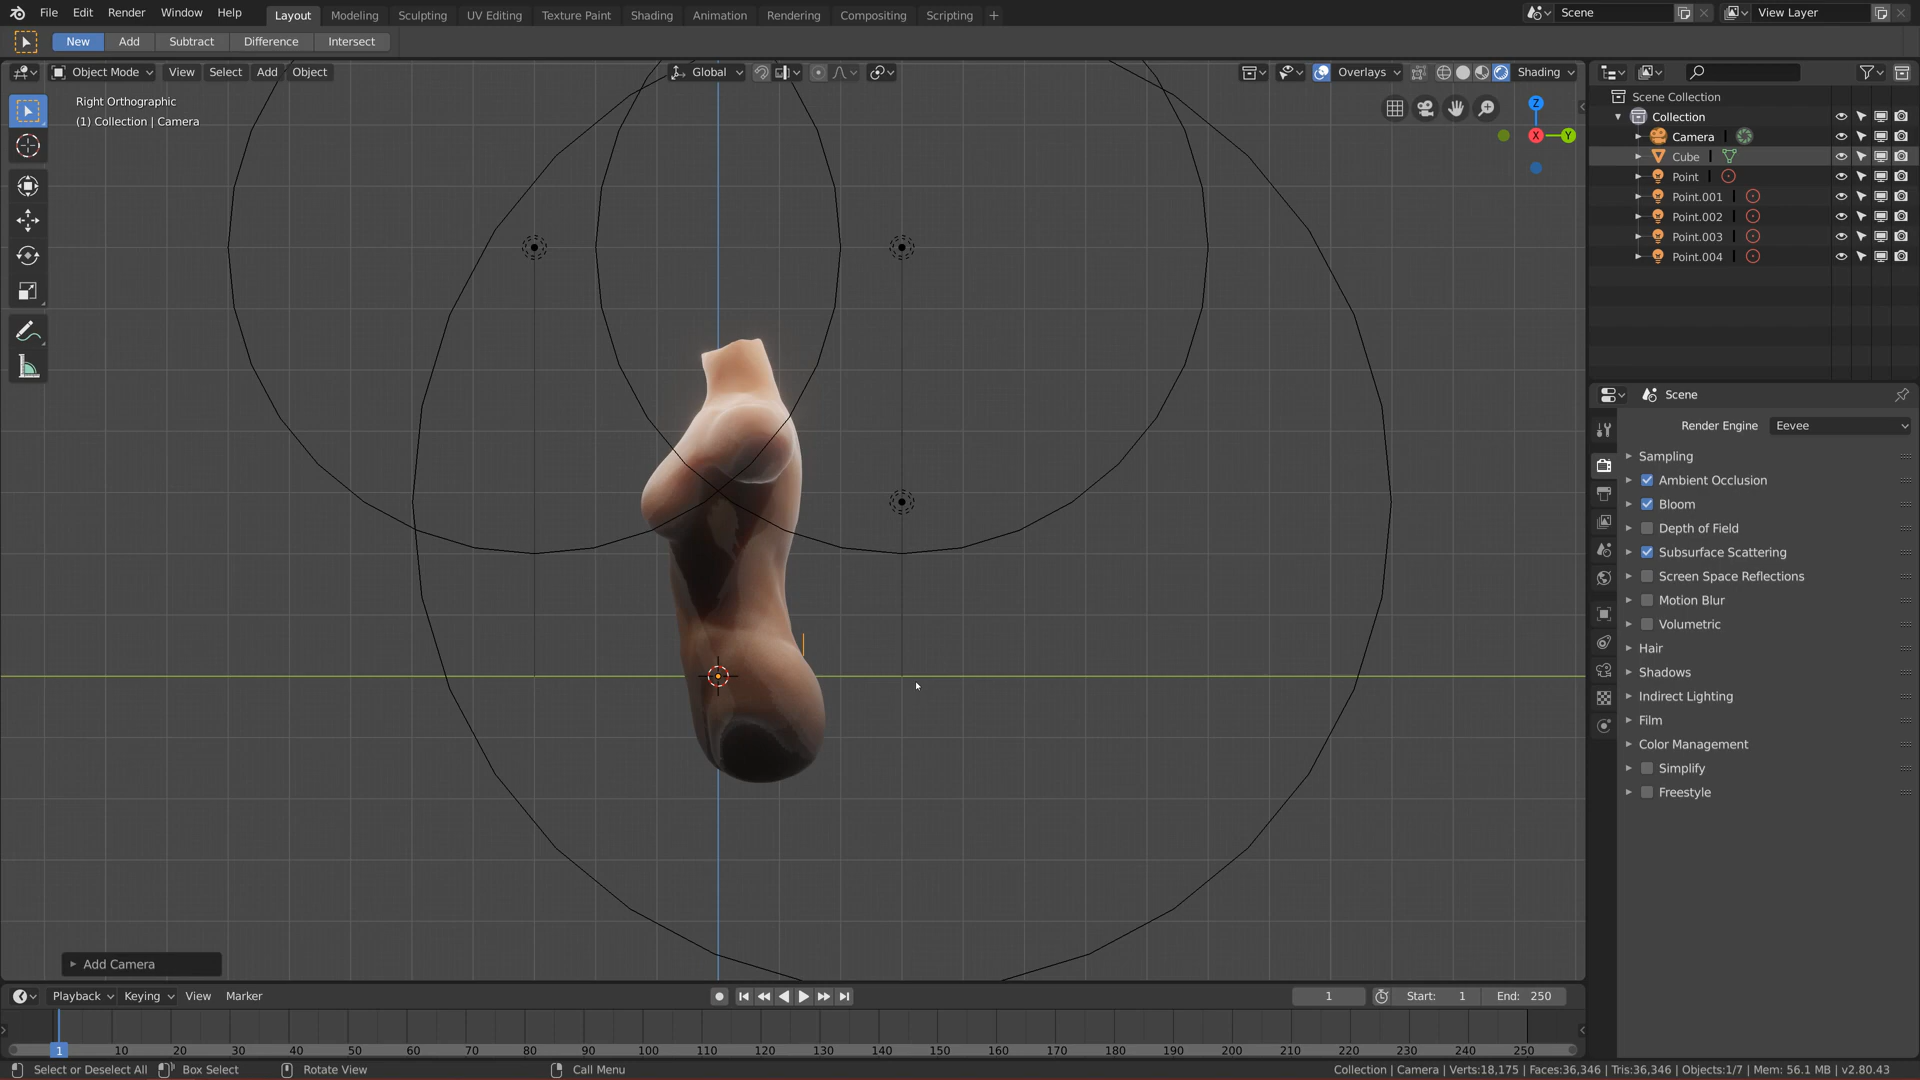 File Edit Render Window Help Layout Modeling Sculpting UV Editing Texture Paint Shading Animation Rendering Compositing Scripting + Scene View Layer
New Add Subtract Difference Intersect
Object Mode View Select Add Object Global Overlays Shading
Right Orthographic
(1) Collection | Camera
Z
X Y
Scene Collection
Collection
Camera
Cube
Point
Point.001
Point.002
Point.003
Point.004
Scene
Render Engine Eevee
Sampling
Ambient Occlusion
Bloom
Depth of Field
Subsurface Scattering
Screen Space Reflections
Motion Blur
Volumetric
Hair
Shadows
Indirect Lighting
Film
Color Management
Simplify
Freestyle
Add Camera
Playback Keying View Marker 1 Start: 1 End: 250
1 10 20 30 40 50 60 70 80 90 100 110 120 130 140 150 160 170 180 190 200 210 220 230 240 250
Select or Deselect All Box Select Rotate View Call Menu Collection | Camera | Verts:18,175 | Faces:36,346 | Tris:36,346 | Objects:1/7 | Mem: 56.1 MB | v2.80.43